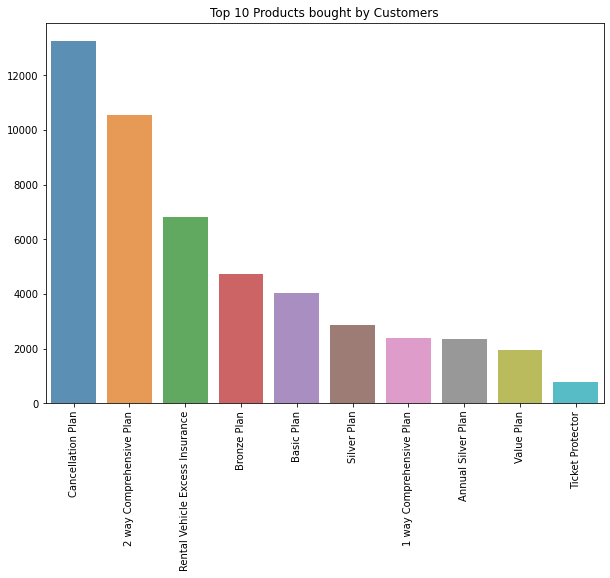 Top 10 Products bought by Customers
12000
10000
8000
6000
4000
2000
0
Cancellation Plan
2 way Comprehensive Plan
Rental Vehicle Excess Insurance
Bronze Plan
Basic Plan
Silver Plan
1 way Comprehensive Plan
Annual Silver Plan
Value Plan
Ticket Protector